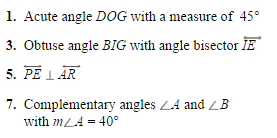 1. Acute angle DOG with a measure of 45°
3. Obtuse angle BIG with angle bisector IE
5. PE ⊥ AR
7. Complementary angles ∠A and ∠B
with m∠A = 40°